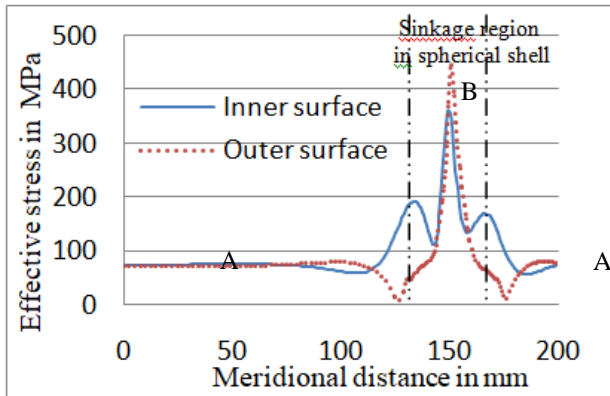 Sinkage region
in spherical shell
500
400
300
200
100
0
Effective stress in MPa
B
Inner surface
Outer surface
A
A
0
50
100
150
200
Meridional distance in mm